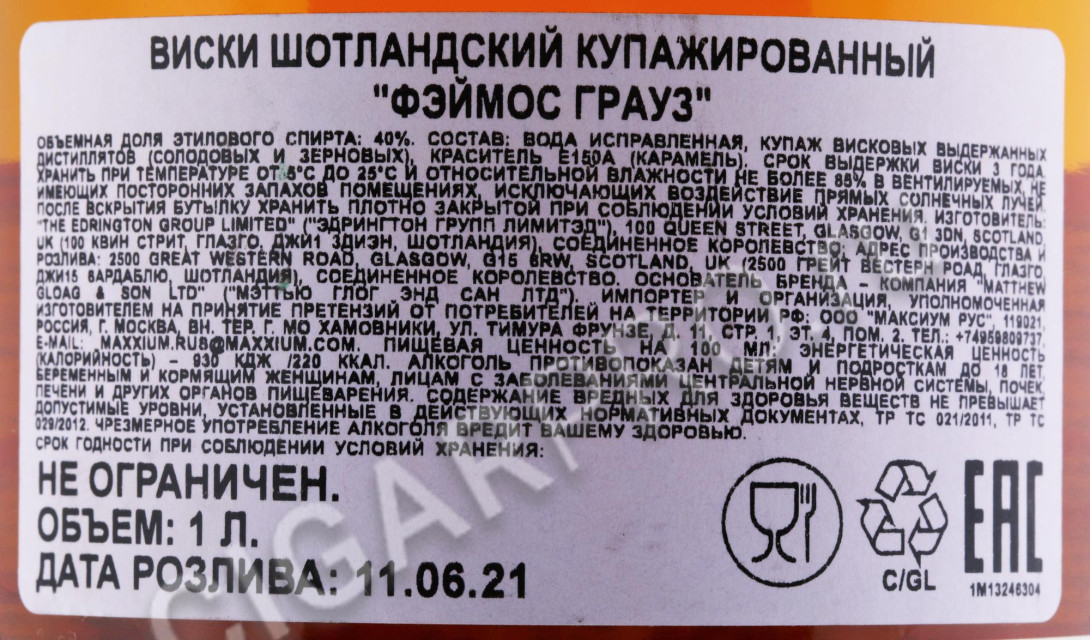 ВИСКИ ШОТЛАНДСКИЙ КУПАЖИРОВАННЫЙ
"ФЭЙМОС ГРАУЗ"
ОБЪЕМНАЯ ДОЛЯ ЭТИЛОВОГО СПИРТА: 40%. СОСТАВ: ВОДА ИСПРАВЛЕННАЯ, КУПАЖ ВИСКОВЫХ ВЫДЕРЖАННЫХ
ДИСТИЛЛЯТОВ (СОЛОДОВЫХ И ЗЕРНОВЫХ), КРАСИТЕЛЬ Е150А (КАРАМЕЛЬ). СРОК ВЫДЕРЖКИ ВИСКИ 3 ГОДА.
ХРАНИТЬ ПРИ ТЕМПЕРАТУРЕ ОТ 5°С ДО 25°С И ОТНОСИТЕЛЬНОЙ ВЛАЖНОСТИ НЕ БОЛЕЕ 85% В ВЕНТИЛИРУЕМЫХ, НЕ
ИМЕЮЩИХ ПОСТОРОННИХ ЗАПАХОВ ПОМЕЩЕНИЯХ, ИСКЛЮЧАЮЩИХ ВОЗДЕЙСТВИЕ ПРЯМЫХ СОЛНЕЧНЫХ ЛУЧЕЙ.
ПОСЛЕ ВСКРЫТИЯ БУТЫЛКУ ХРАНИТЬ ПЛОТНО ЗАКРЫТОЙ ПРИ СОБЛЮДЕНИИ УСЛОВИЙ ХРАНЕНИЯ. ИЗГОТОВИТЕЛЬ:
"THE EDRINGTON GROUP LIMITED" ("ЭДРИНГТОН ГРУПП ЛИМИТЭД"), 100 QUEEN STREET, GLASGOW, G1 3DN, SCOTLAND,
UK (100 КВИН СТРИТ, ГЛАЗГО, ДЖИ1 3ДИЭН, ШОТЛАНДИЯ), СОЕДИНЕННОЕ КОРОЛЕВСТВО; АДРЕС ПРОИЗВОДСТВА И
РОЗЛИВА: 2500 GREAT WESTERN ROAD, GLASGOW, G15 6RW, SCOTLAND, UK (2500 ГРЕЙТ ВЕСТЕРН РОАД, ГЛАЗГО,
ДЖИ15 6АРДАБЛЮ, ШОТЛАНДИЯ), СОЕДИНЕННОЕ КОРОЛЕВСТВО. ОСНОВАТЕЛЬ БРЕНДА – КОМПАНИЯ "MATTHEW
GLOAG & SON LTD" ("МЭТТЬЮ ГЛОГ ЭНД САН ЛТД"). ИМПОРТЕР И ОРГАНИЗАЦИЯ, УПОЛНОМОЧЕННАЯ
ИЗГОТОВИТЕЛЕМ НА ПРИНЯТИЕ ПРЕТЕНЗИЙ ОТ ПОТРЕБИТЕЛЕЙ НА ТЕРРИТОРИИ РФ: ООО "МАКСИУМ РУС", 119021,
РОССИЯ, Г. МОСКВА, ВН. ТЕР. Г. МО ХАМОВНИКИ, УЛ. ТИМУРА ФРУНЗЕ, Д. 11 СТР. 1, ЭТ. 4, ПОМ. 2. ТЕЛ.: +74959809737,
E-MAIL: MAXXIUM.RUS@MAXXIUM.COM. ПИЩЕВАЯ ЦЕННОСТЬ НА 100 МЛ: ЭНЕРГЕТИЧЕСКАЯ ЦЕННОСТЬ
(КАЛОРИЙНОСТЬ) – 930 КДЖ /220 ККАЛ. АЛКОГОЛЬ ПРОТИВОПОКАЗАН ДЕТЯМ И ПОДРОСТКАМ ДО 18 ЛЕТ,
БЕРЕМЕННЫМ И КОРМЯЩИМ ЖЕНЩИНАМ, ЛИЦАМ С ЗАБОЛЕВАНИЯМИ ЦЕНТРАЛЬНОЙ НЕРВНОЙ СИСТЕМЫ, ПОЧЕК,
ПЕЧЕНИ И ДРУГИХ ОРГАНОВ ПИЩЕВАРЕНИЯ. СОДЕРЖАНИЕ ВРЕДНЫХ ДЛЯ ЗДОРОВЬЯ ВЕЩЕСТВ НЕ ПРЕВЫШАЕТ
ДОПУСТИМЫЕ УРОВНИ, УСТАНОВЛЕННЫЕ В ДЕЙСТВУЮЩИХ НОРМАТИВНЫХ ДОКУМЕНТАХ, ТР ТС 021/2011, ТР ТС
029/2012. ЧРЕЗМЕРНОЕ УПОТРЕБЛЕНИЕ АЛКОГОЛЯ ВРЕДИТ ВАШЕМУ ЗДОРОВЬЮ.
СРОК ГОДНОСТИ ПРИ СОБЛЮДЕНИИ УСЛОВИЙ ХРАНЕНИЯ:
НЕ ОГРАНИЧЕН.
ОБЪЕМ: 1 Л.
ДАТА РОЗЛИВА: 11.06.21
C/GL
EAC
1M13246304
CIGARPRO.RU